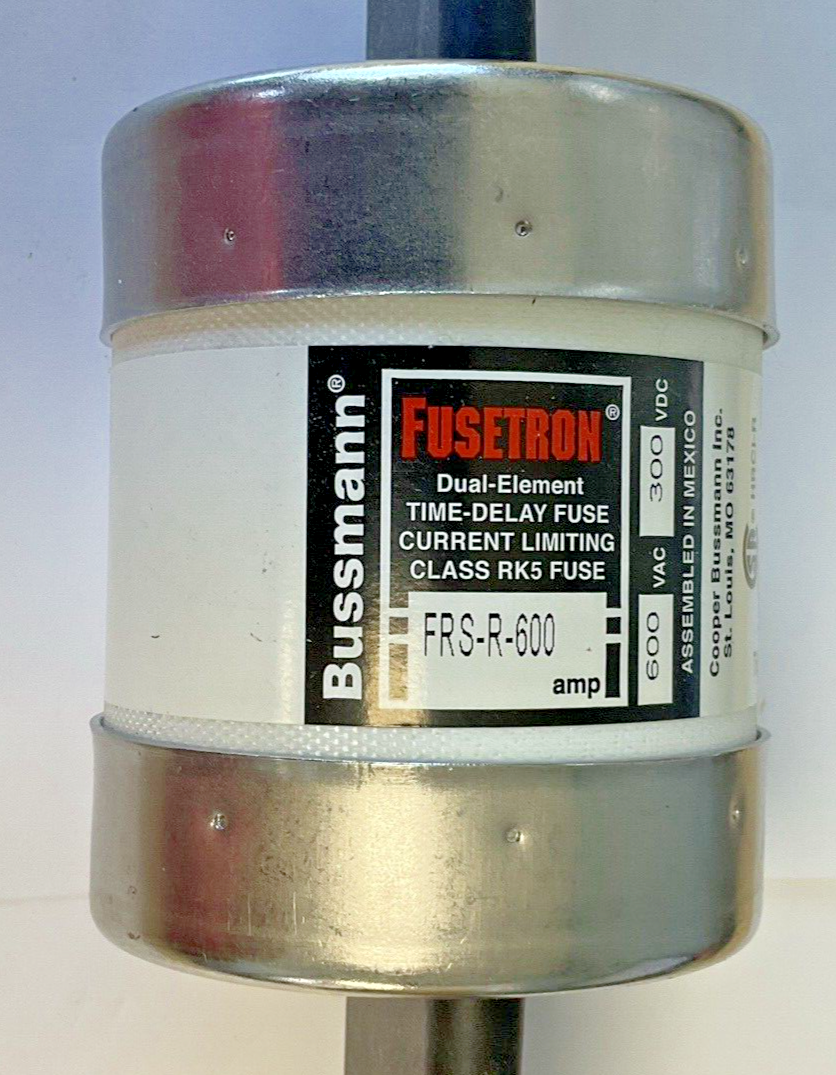 Bussmann®
FUSETRON®
Dual-Element
TIME-DELAY FUSE
CURRENT LIMITING
CLASS RK5 FUSE
FRS-R-600
amp
600 VAC 300 VDC
ASSEMBLED IN MEXICO
Cooper Bussmann Inc.
St. Louis, MO 63178
® HRCI-R